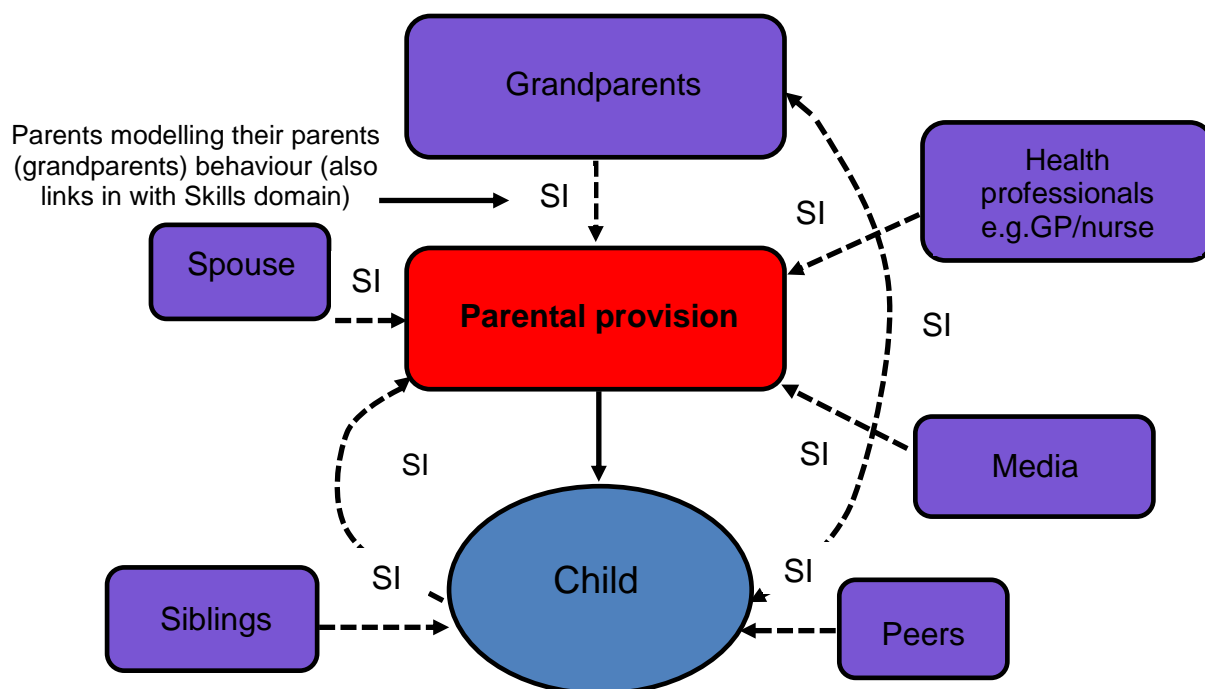 Grandparents
Parents modelling their parents
(grandparents) behaviour (also
links in with Skills domain)
SI
Health
professionals
e.g.GP/nurse
SI
Spouse
SI
Parental provision
SI
SI
SI
Media
SI
Child
SI
Siblings
Peers